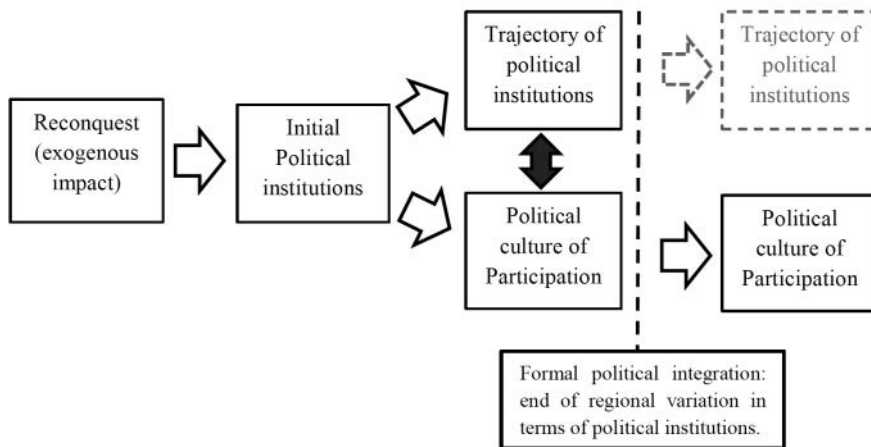 Reconquest
(exogenous
impact)
Initial
Political
institutions
Trajectory of
political
institutions
Political
culture of
Participation
Trajectory of
political
institutions
Political
culture of
Participation
Formal political integration:
end of regional variation in
terms of political institutions.